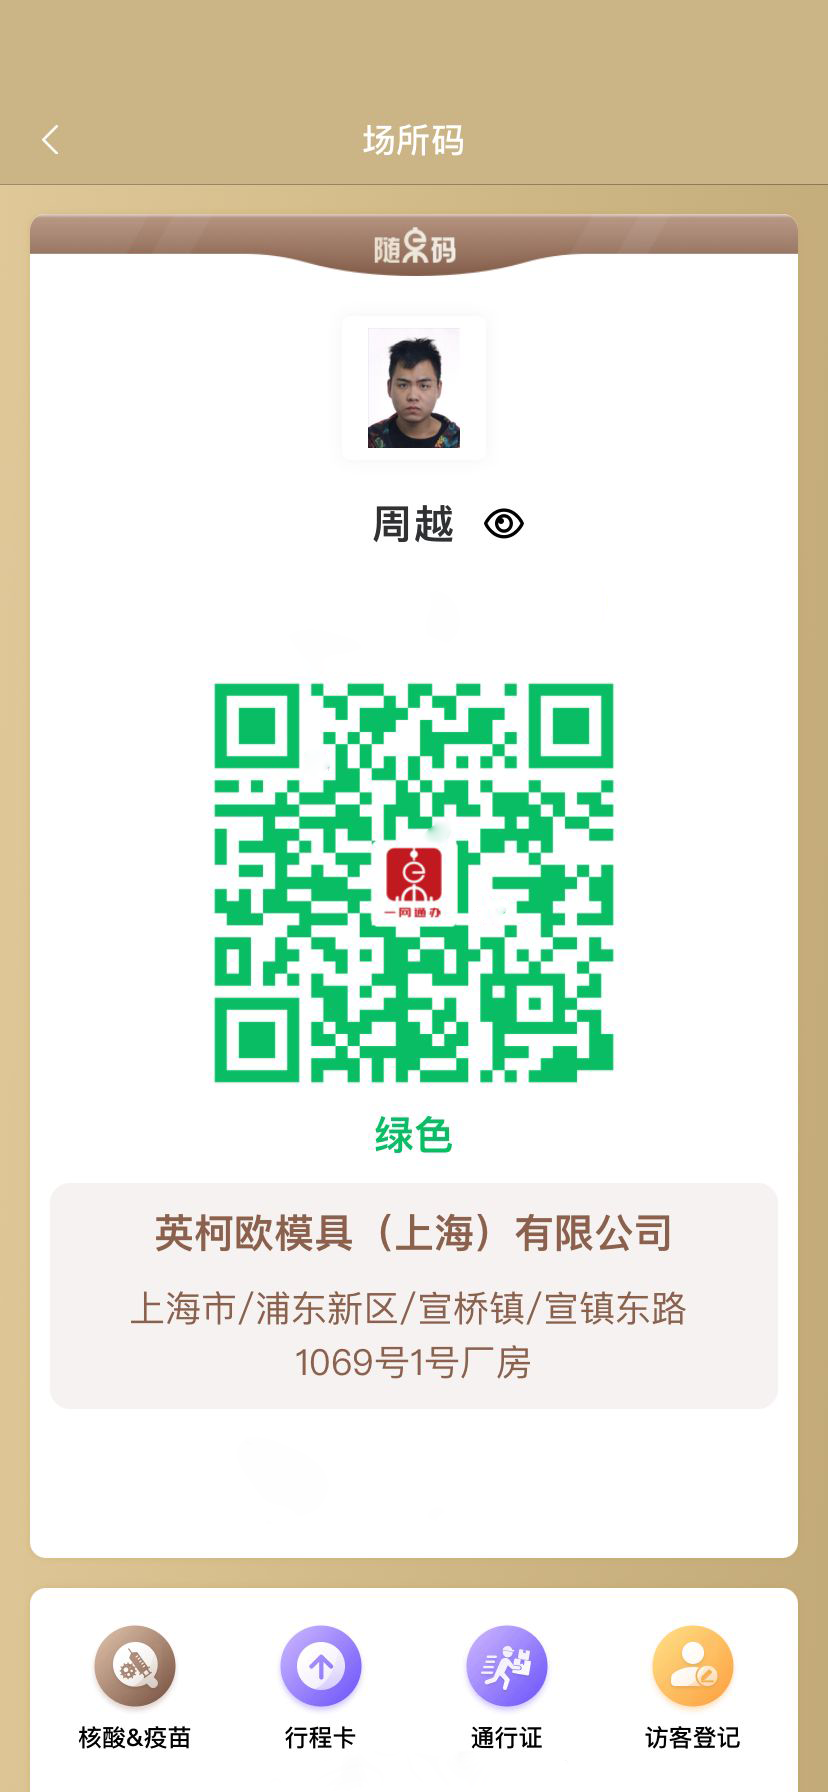 场所码
随申码
周越
一网通办
绿色
英柯欧模具（上海）有限公司
上海市/浦东新区/宣桥镇/宣镇东路
1069号1号厂房
核酸&疫苗
行程卡
通行证
访客登记